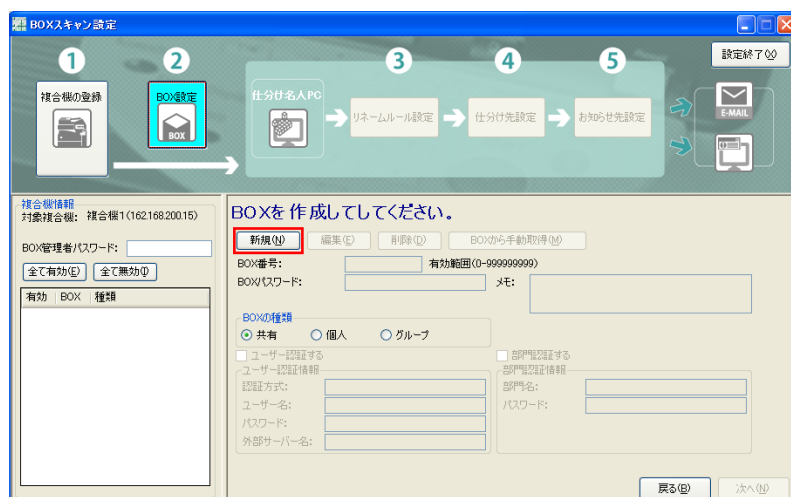 BOXスキャン設定
設定終了(X)
1 2 3 4 5
複合機の登録
BOX設定
BOX
仕分け名人PC
リネームルール設定
仕分け先設定
お知らせ先設定
E-MAIL
複合機情報
対象複合機: 複合機1(162.168.200.15)
BOX管理者パスワード:
全て有効(E) 全て無効(I)
有効 BOX 種類
BOXを作成してしてください。
新規(N) 編集(E) 削除(D) BOXから手動取得(M)
BOX番号: 有効範囲(0-999999999)
BOXパスワード: メモ:
BOXの種類
共有 個人 グループ
ユーザー認証する 部門認証する
ユーザー認証情報 部門認証情報
認証方式: 部門名:
ユーザー名: パスワード:
パスワード:
外部サーバー名:
戻る(B) 次へ(N)